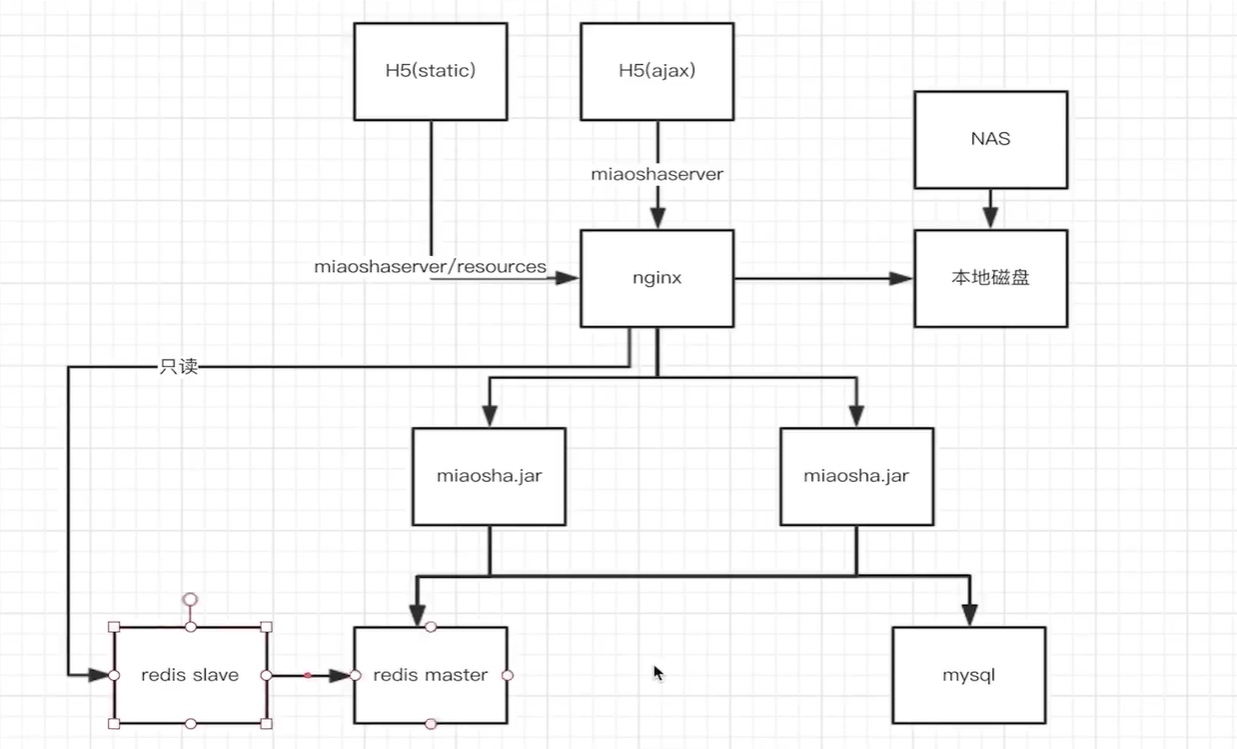 H5(static)
H5(ajax)
NAS
miaoshaserver
miaoshaserver/resources
nginx
本地磁盘
只读
miaosha.jar
miaosha.jar
redis slave
redis master
mysql